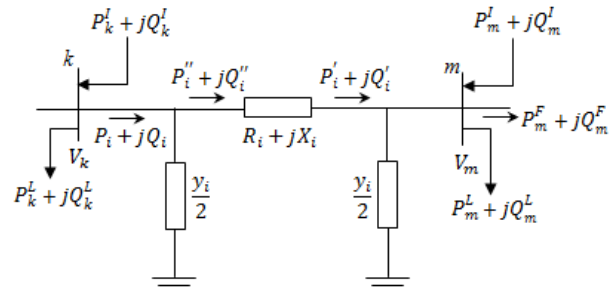 P_k^I + jQ_k^I
P_m^I + jQ_m^I
k
P_i^'' + jQ_i^''
P_i^' + jQ_i^'
m
P_i + jQ_i
R_i + jX_i
P_m^F + jQ_m^F
V_k
y_i/2
y_i/2
V_m
P_k^L + jQ_k^L
P_m^L + jQ_m^L